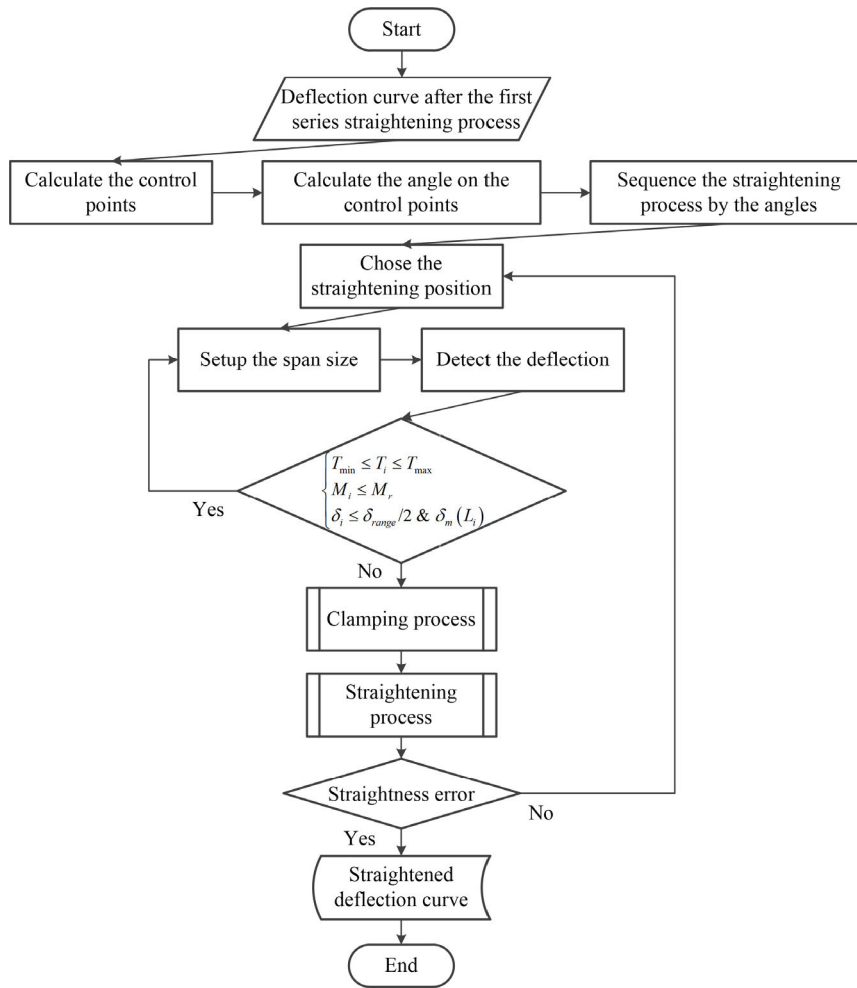 Start
Deflection curve after the first
series straightening process
Calculate the control
points
Calculate the angle on the
control points
Sequence the straightening
process by the angles
Chose the
straightening position
Setup the span size
Detect the deflection
T_min ≤ T_i ≤ T_max
M_i ≤ M_r
δ_i ≤ δ_range/2 & δ_m(L_i)
Yes
No
Clamping process
Straightening
process
Straightness error
No
Yes
Straightened
deflection curve
End